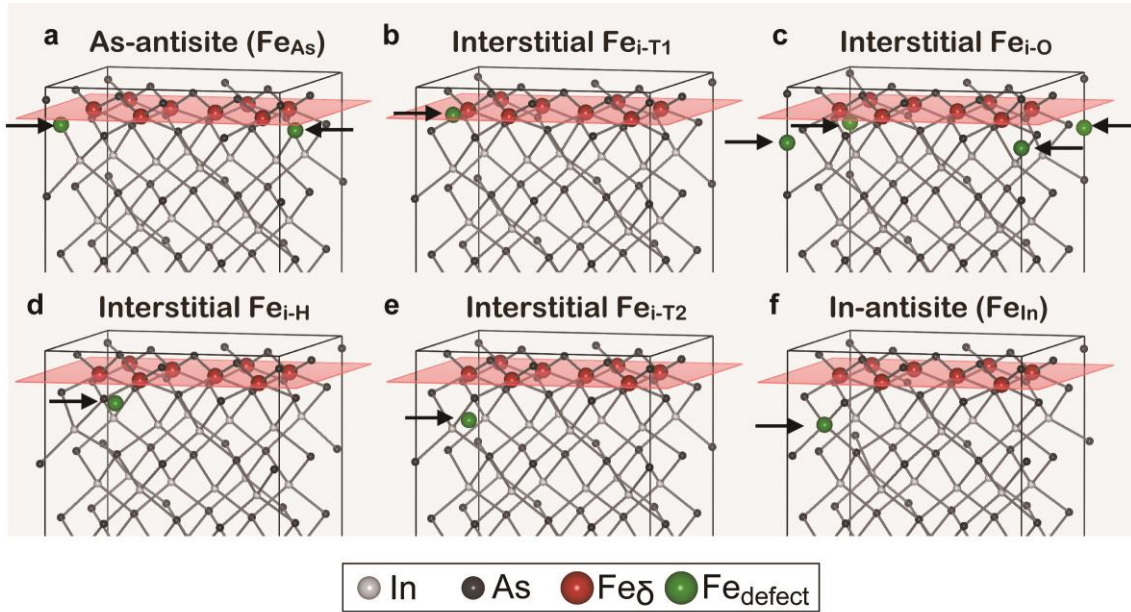 a As-antisite (FeAs)
b Interstitial Fei-T1
c Interstitial Fei-O
d Interstitial Fei-H
e Interstitial Fei-T2
f In-antisite (FeIn)
In As Feδ Fedefect